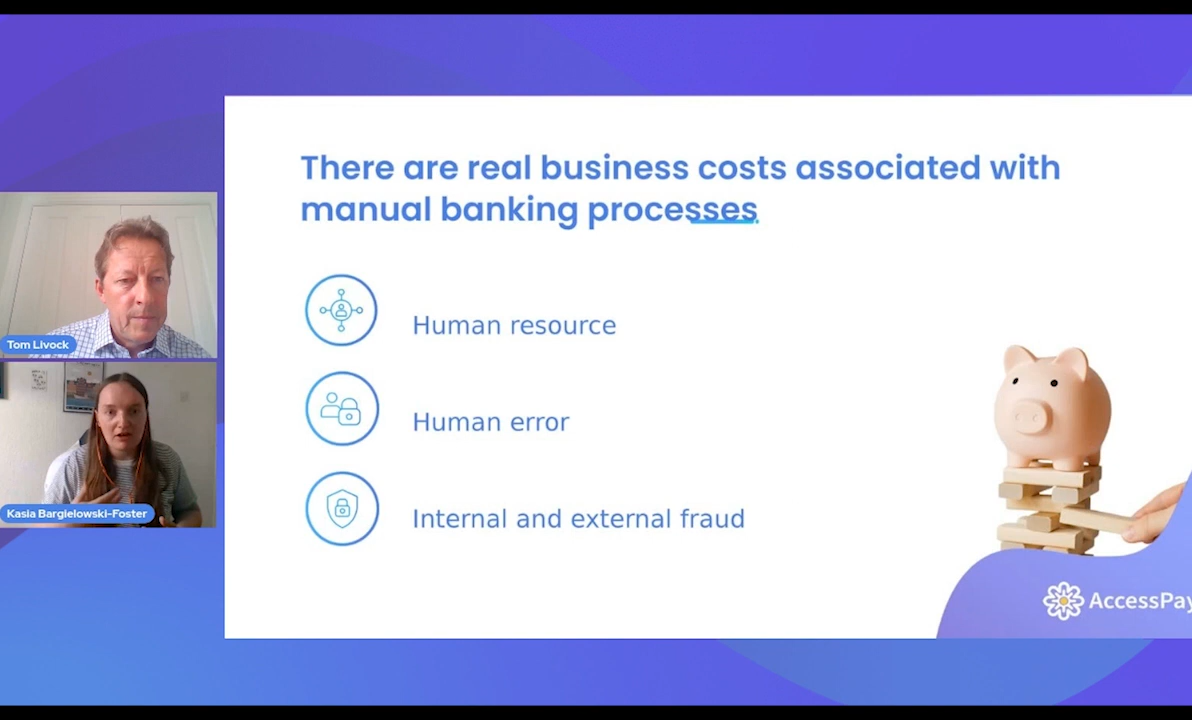 There are real business costs associated with
manual banking processes
Tom Livock
Human resource
Human error
Kasia Bargielowski-Foster
Internal and external fraud
AccessPay